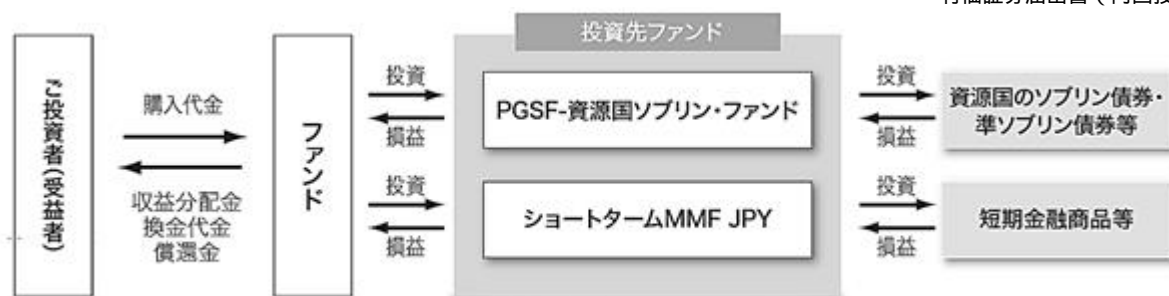 投資先ファンド
お投資者(受益者)
購入代金
収益分配金
換金代金
償還金
ファンド
投資
損益
投資
損益
PGSF-資源国ソブリン・ファンド
ショートタームMMF JPY
投資
損益
投資
損益
資源国のソブリン債券・
準ソブリン債券等
短期金融商品等